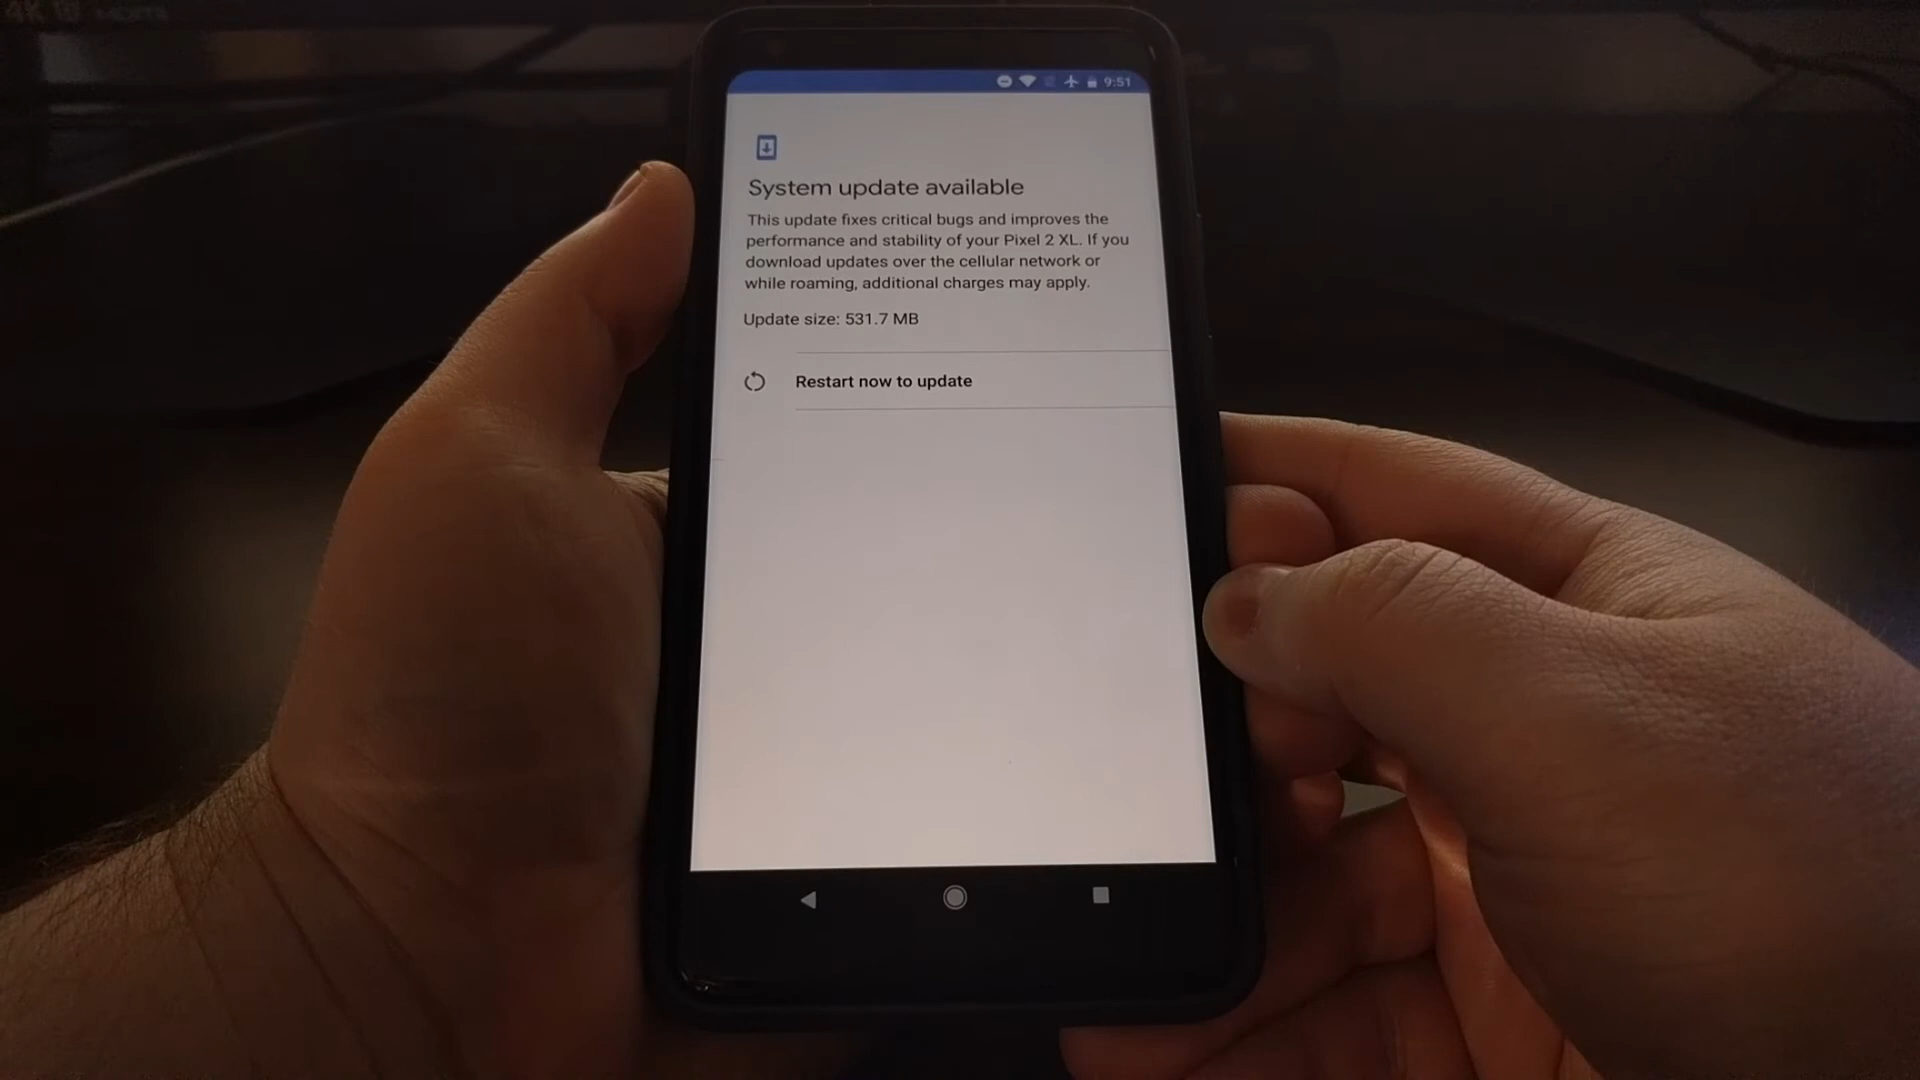 4K
HDMI
9:51
System update available
This update fixes critical bugs and improves the
performance and stability of your Pixel 2 XL. If you
download updates over the cellular network or
while roaming, additional charges may apply.
Update size: 531.7 MB
Restart now to update